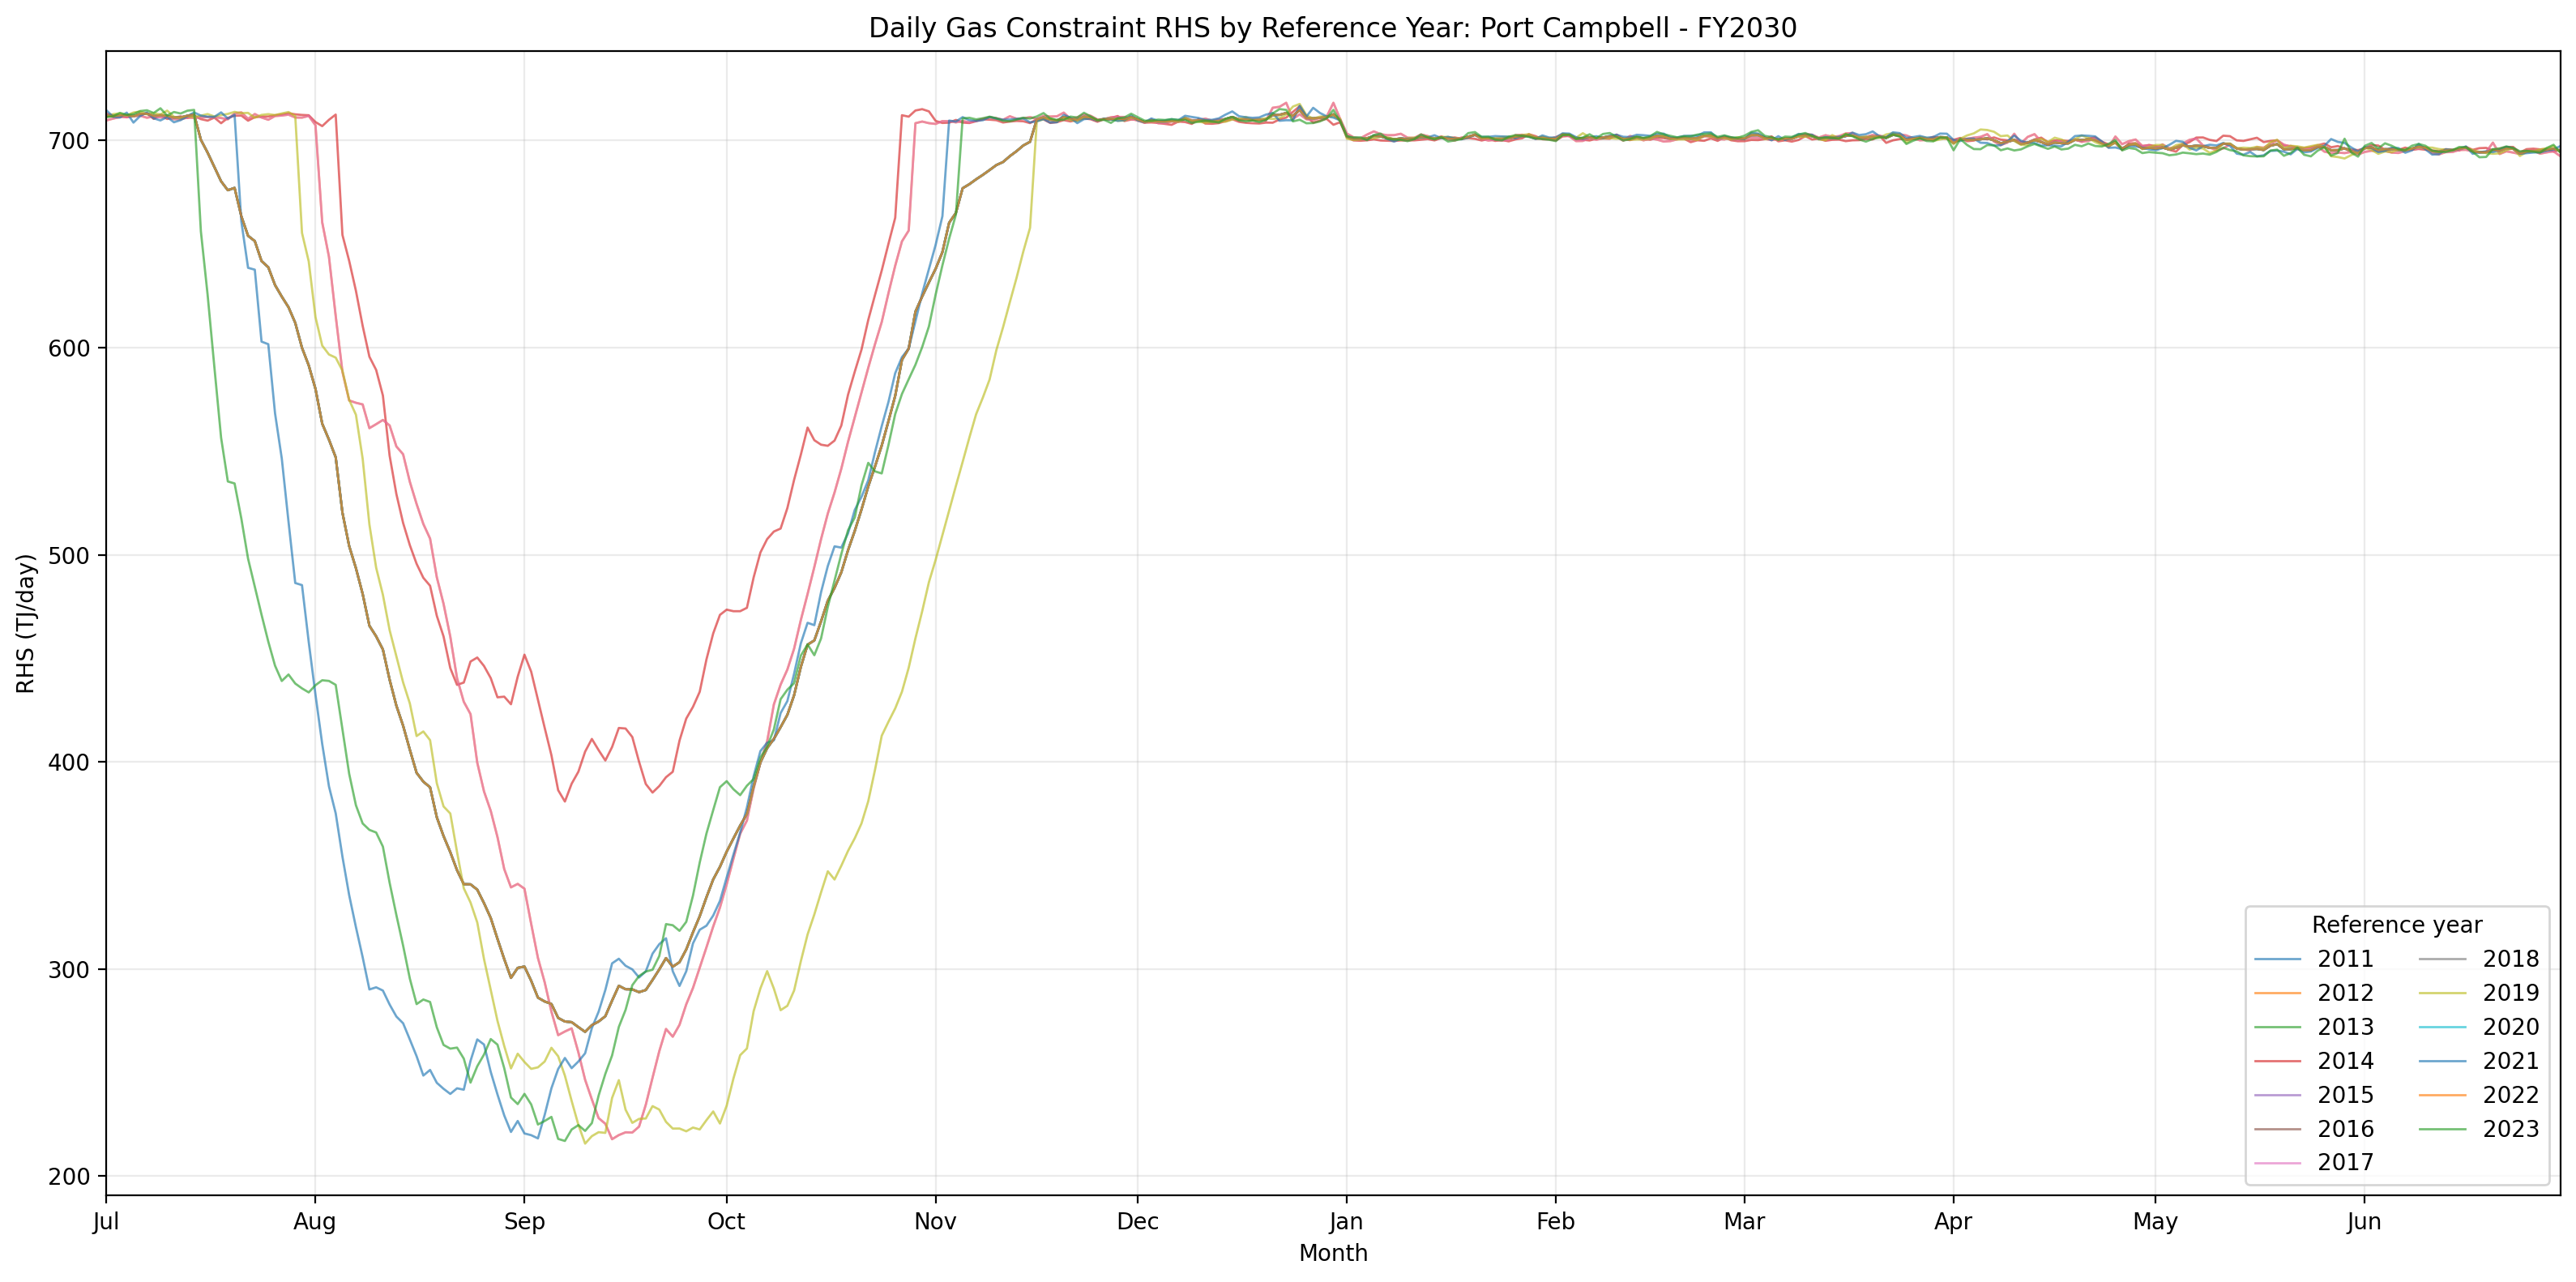 Daily Gas Constraint RHS by Reference Year: Port Campbell - FY2030
RHS (TJ/day)
700
600
500
400
300
200
Jul Aug Sep Oct Nov Dec Jan Feb Mar Apr May Jun
Month
Reference year
2011 2018
2012 2019
2013 2020
2014 2021
2015 2022
2016 2023
2017